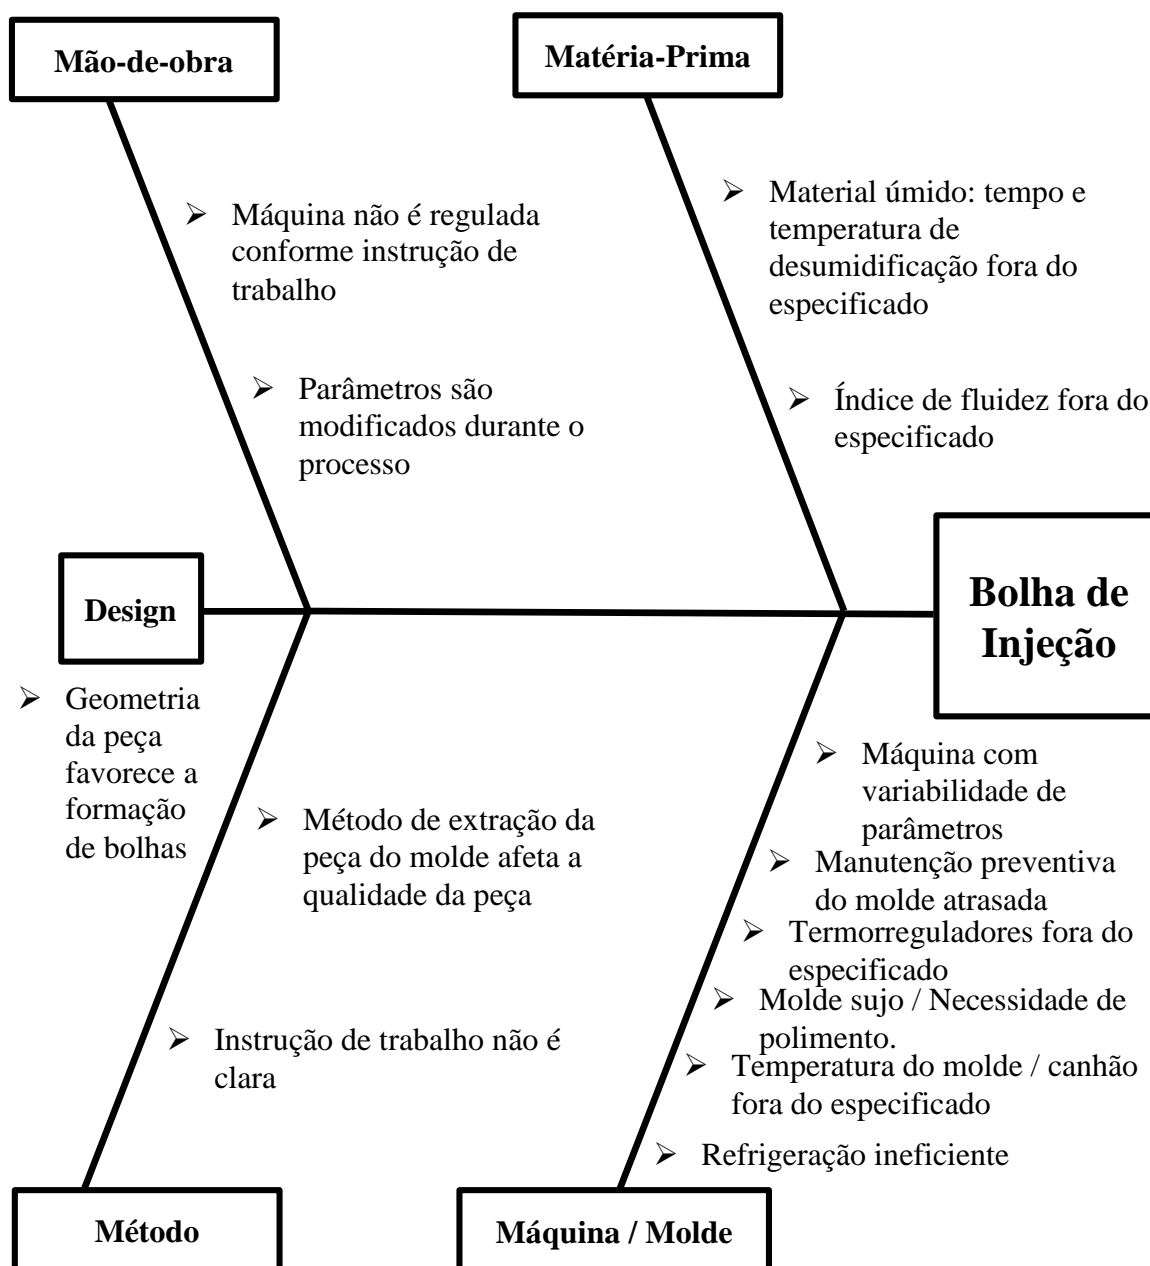 Mão-de-obra
Matéria-Prima
Máquina não é regulada
conforme instrução de
trabalho
Parâmetros são
modificados durante o
processo
Material úmido: tempo e
temperatura de
desumidificação fora do
especificado
Índice de fluidez fora do
especificado
Design
Bolha de
Injeção
Geometria
da peça
favorece a
formação
de bolhas
Método de extração da
peça do molde afeta a
qualidade da peça
Instrução de trabalho não é
clara
Máquina com
variabilidade de
parâmetros
Manutenção preventiva
do molde atrasada
Termorreguladores fora do
especificado
Molde sujo / Necessidade de
polimento.
Temperatura do molde / canhão
fora do especificado
Refrigeração ineficiente
Método
Máquina / Molde